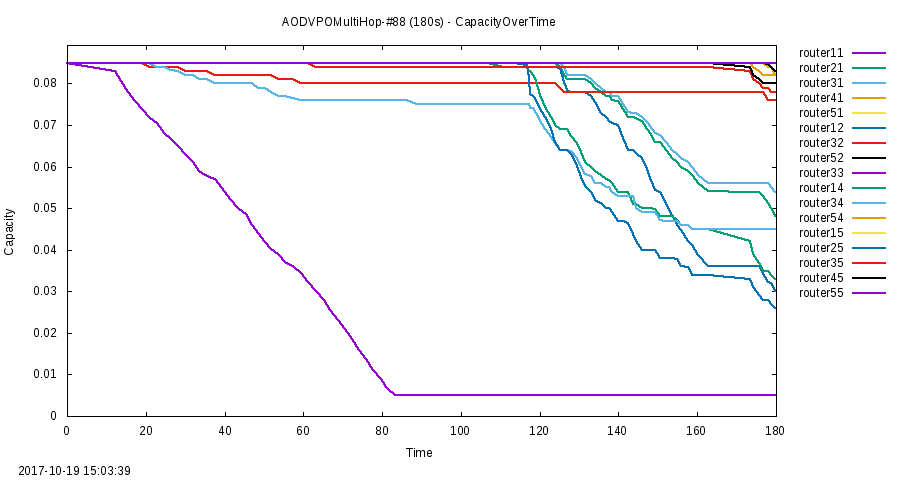 AODVPOMultiHop-#88 (180s) - CapacityOverTime
router11
router21
router31
router41
router51
router12
router32
router52
router33
router14
router34
router54
router15
router25
router35
router45
router55
0.08
0.07
0.06
0.05
0.04
0.03
0.02
0.01
0
Capacity
0 20 40 60 80 100 120 140 160 180
Time
2017-10-19 15:03:39